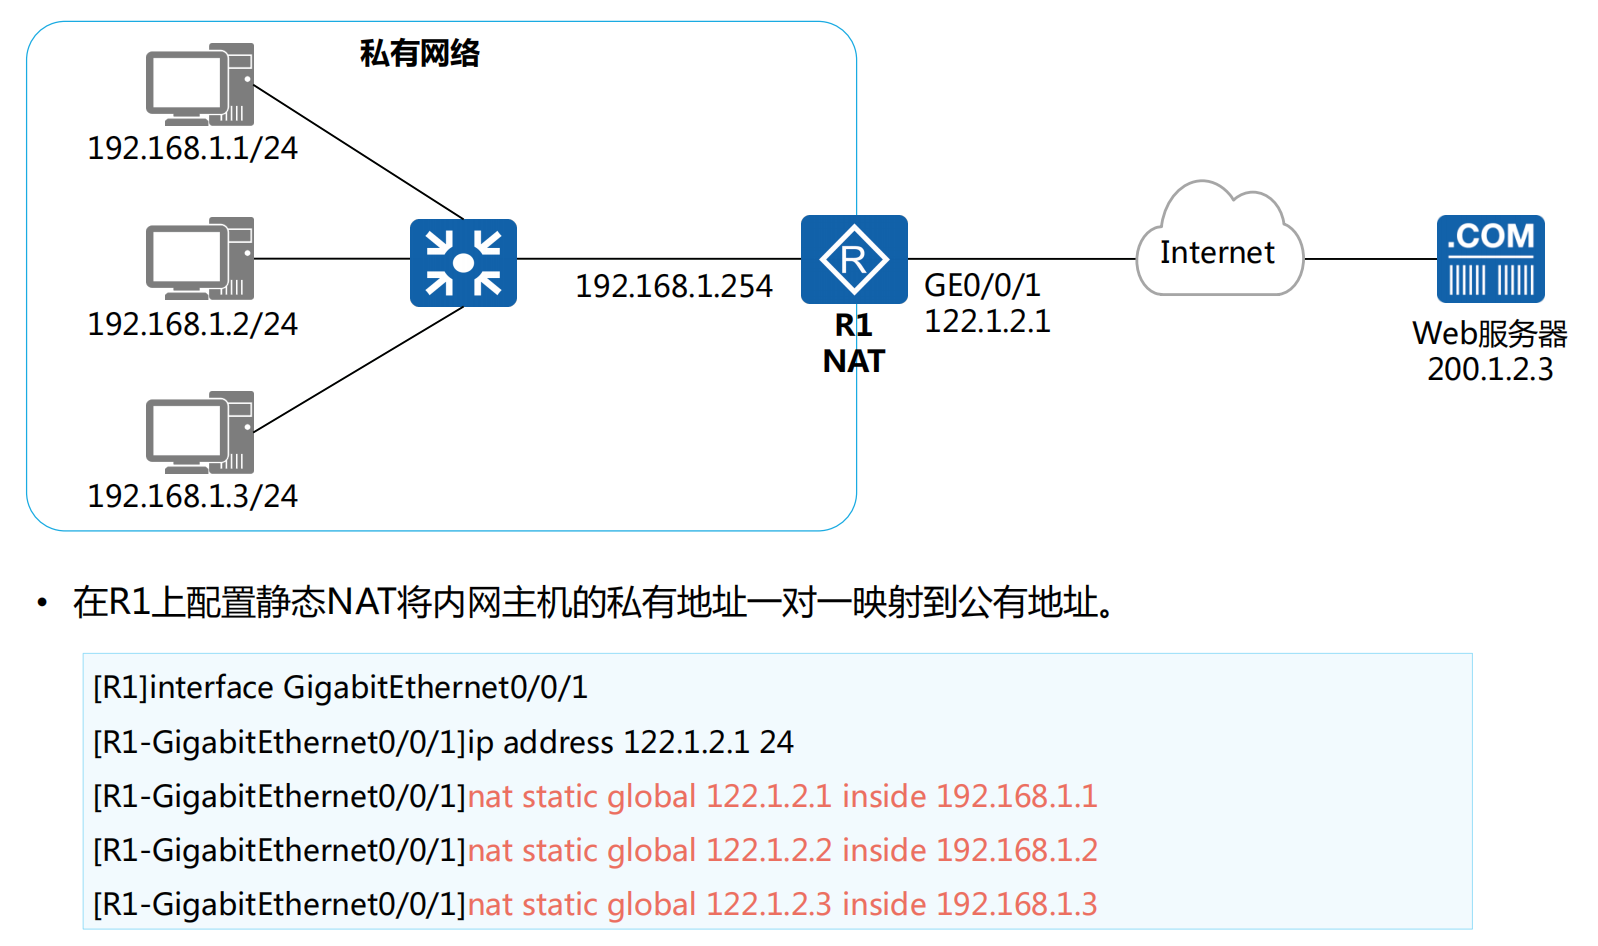 私有网络
192.168.1.1/24
192.168.1.2/24
192.168.1.3/24
192.168.1.254
R
R1
NAT
GE0/0/1
122.1.2.1
Internet
.COM
Web服务器
200.1.2.3
• 在R1上配置静态NAT将内网主机的私有地址一对一映射到公有地址。
[R1]interface GigabitEthernet0/0/1
[R1-GigabitEthernet0/0/1]ip address 122.1.2.1 24
[R1-GigabitEthernet0/0/1]nat static global 122.1.2.1 inside 192.168.1.1
[R1-GigabitEthernet0/0/1]nat static global 122.1.2.2 inside 192.168.1.2
[R1-GigabitEthernet0/0/1]nat static global 122.1.2.3 inside 192.168.1.3